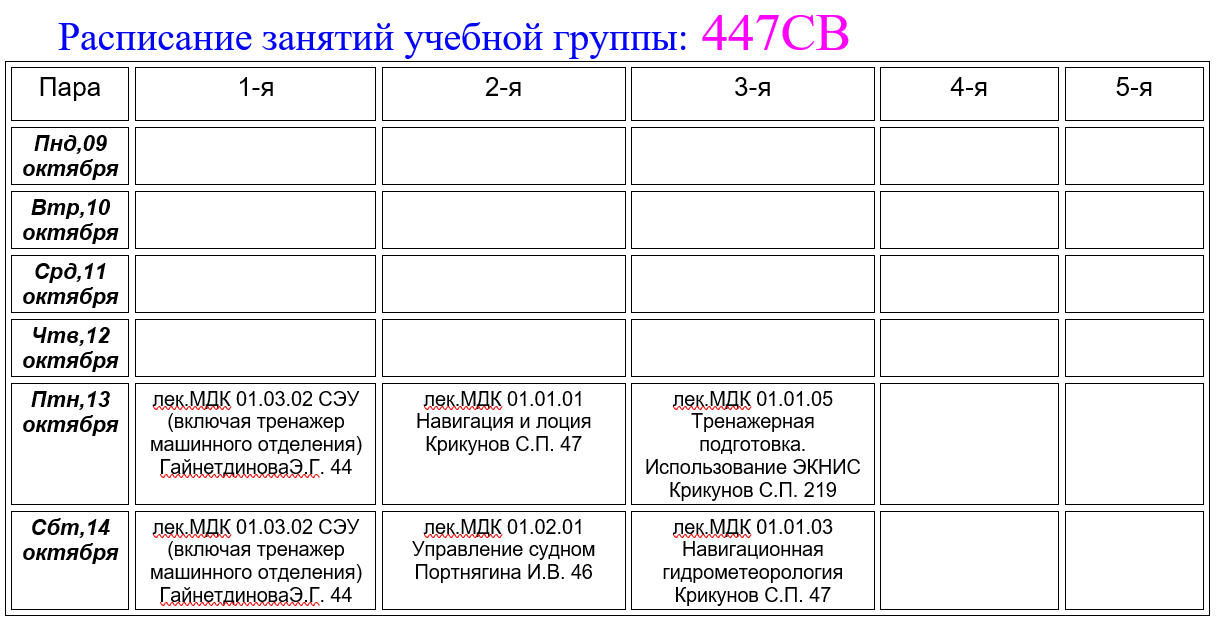 Расписание занятий учебной группы: 447СВ
Пара
1-я
2-я
3-я
4-я
5-я
Пнд,09
октября
Втр,10
октября
Срд,11
октября
Чтв,12
октября
Птн,13
октября
лек.МДК 01.03.02 СЭУ
(включая тренажер
машинного отделения)
ГайнетдиноваЭ.Г. 44
лек.МДК 01.01.01
Навигация и лоция
Крикунов С.П. 47
лек.МДК 01.01.05
Тренажерная
подготовка.
Использование ЭКНИС
Крикунов С.П. 219
Сбт,14
октября
лек.МДК 01.03.02 СЭУ
(включая тренажер
машинного отделения)
ГайнетдиноваЭ.Г. 44
лек.МДК 01.02.01
Управление судном
Портнягина И.В. 46
лек.МДК 01.01.03
Навигационная
гидрометеорология
Крикунов С.П. 47